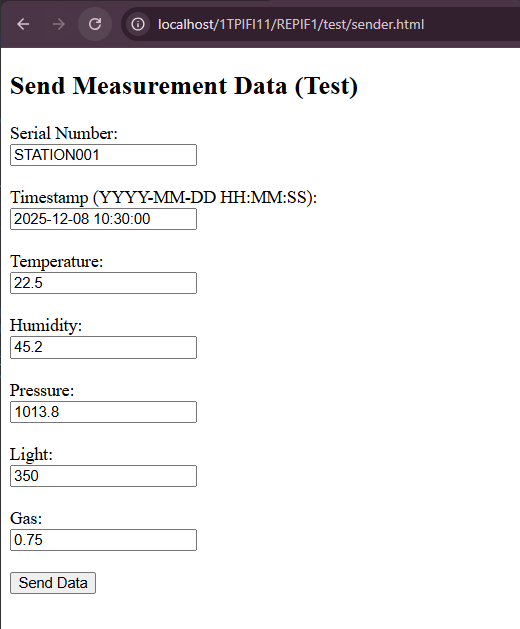 localhost/1TPIFI11/REPIF1/test/sender.html
Send Measurement Data (Test)
Serial Number:
STATION001
Timestamp (YYYY-MM-DD HH:MM:SS):
2025-12-08 10:30:00
Temperature:
22.5
Humidity:
45.2
Pressure:
1013.8
Light:
350
Gas:
0.75
Send Data